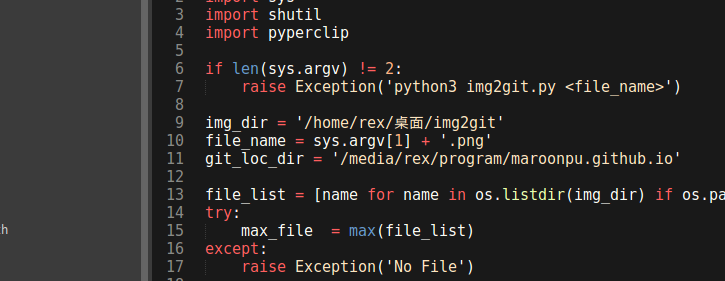 import sys
3 import shutil
4 import pyperclip
5
6 if len(sys.argv) != 2:
7 raise Exception('python3 img2git.py <file_name>')
8
9 img_dir = '/home/rex/桌面/img2git'
10 file_name = sys.argv[1] + '.png'
11 git_loc_dir = '/media/rex/program/maroonpu.github.io'
12
13 file_list = [name for name in os.listdir(img_dir) if os.pa
14 try:
15 max_file  = max(file_list)
16 except:
17 raise Exception('No File')